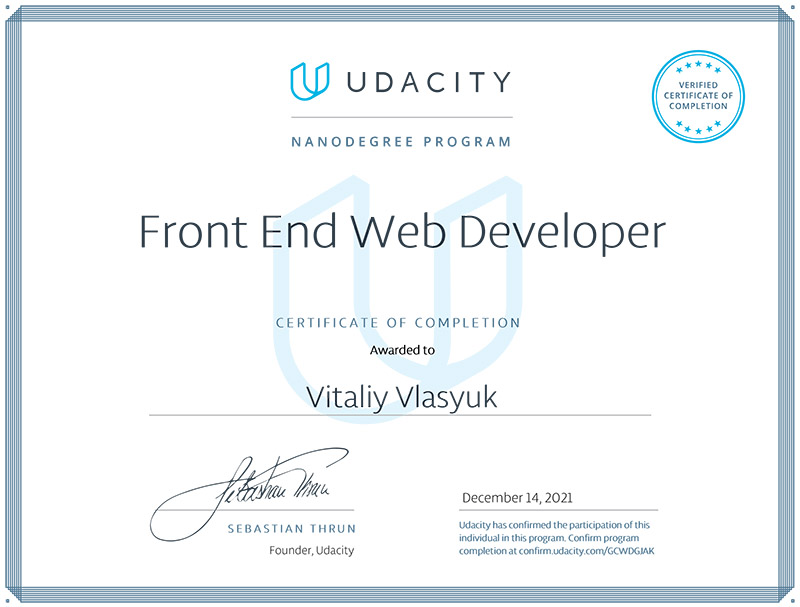 UDACITY
VERIFIED
CERTIFICATE OF
COMPLETION
NANODEGREE PROGRAM
Front End Web Developer
CERTIFICATE OF COMPLETION
Awarded to
Vitaliy Vlasyuk
Sebastian Thrun
SEBASTIAN THRUN
Founder, Udacity
December 14, 2021
Udacity has confirmed the participation of this
individual in this program. Confirm program
completion at confirm.udacity.com/GCWDGJAK